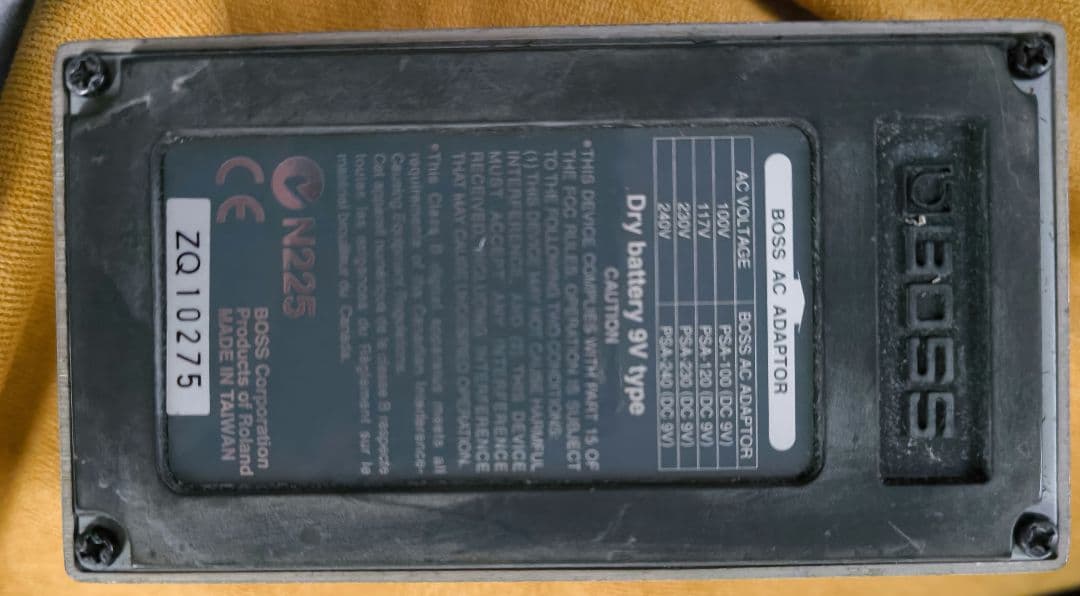 BOSS
BOSS AC ADAPTOR
AC VOLTAGE BOSS AC ADAPTOR
100V PSA-100 (DC 9V)
117V PSA-120 (DC 9V)
230V PSA-230 (DC 9V)
240V PSA-240 (DC 9V)
Dry battery 9V type
CAUTION
•THIS DEVICE COMPLIES WITH PART 15 OF
THE FCC RULES. OPERATION IS SUBJECT
TO THE FOLLOWING TWO CONDITIONS:
(1) THIS DEVICE MAY NOT CAUSE HARMFUL
INTERFERENCE, AND (2) THIS DEVICE
MUST ACCEPT ANY INTERFERENCE
RECEIVED, INCLUDING INTERFERENCE
THAT MAY CAUSE UNDESIRED OPERATION.
•This Class B digital apparatus meets all
requirements of the Canadian Interference-
Causing Equipment Regulations.
Cet appareil numérique de la classe B respecte
toutes les exigences du Règlement sur le
matériel brouilleur du Canada.
N225
BOSS Corporation
CE Products of Roland
MADE IN TAIWAN
ZQ10275